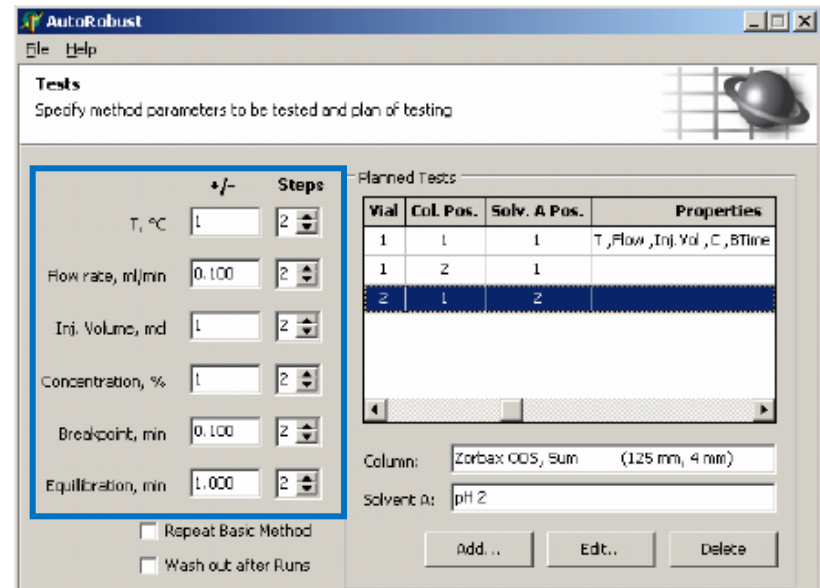 AutoRobust
File Help
Tests
Specify method parameters to be tested and plan of testing
+/- Steps
T, °C 1 2
Flow rate, ml/min 0.100 2
Inj. Volume, mcl 1 2
Concentration, % 1 2
Breakpoint, min 0.100 2
Equilibration, min 1.000 2
Repeat Basic Method
Wash out after Runs
Planned Tests
Vial Col. Pos. Solv. A Pos. Properties
1 1 1 T ,Flow ,Inj. Vol ,C ,BTime
1 2 1
2 1 2
Column: Zorbax ODS, 5um (125 mm, 4 mm)
Solvent A: pH 2
Add... Edit.. Delete